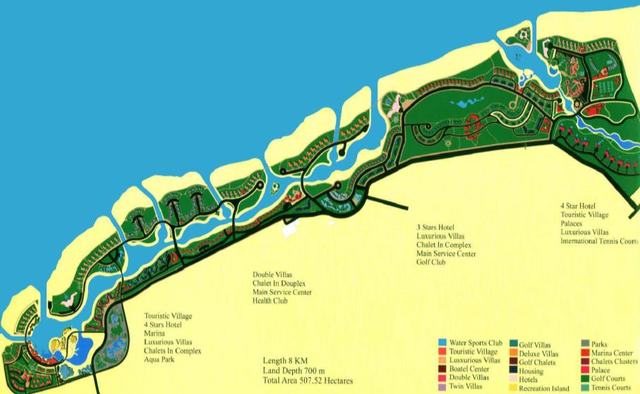 4 Star Hotel
Touristic Village
Palaces
Luxurious Villas
International Tennis Courts
3 Stars Hotel
Luxurious Villas
Chalet In Complex
Main Service Center
Golf Club
Double Villas
Chalet In Douplex
Main Service Center
Health Club
Touristic Village
4 Stars Hotel
Marina
Luxurious Villas
Chalets In Complex
Aqua Park
Length 8 KM
Land Depth 700 m
Total Area 507.52 Hectares
Water Sports Club
Touristic Village
Luxurious Villas
Boatel Center
Double Villas
Twin Villas
Golf Villas
Deluxe Villas
Golf Chalets
Housing
Hotels
Recreation Island
Parks
Marina Center
Chalets Clusters
Palace
Golf Courts
Tennis Courts